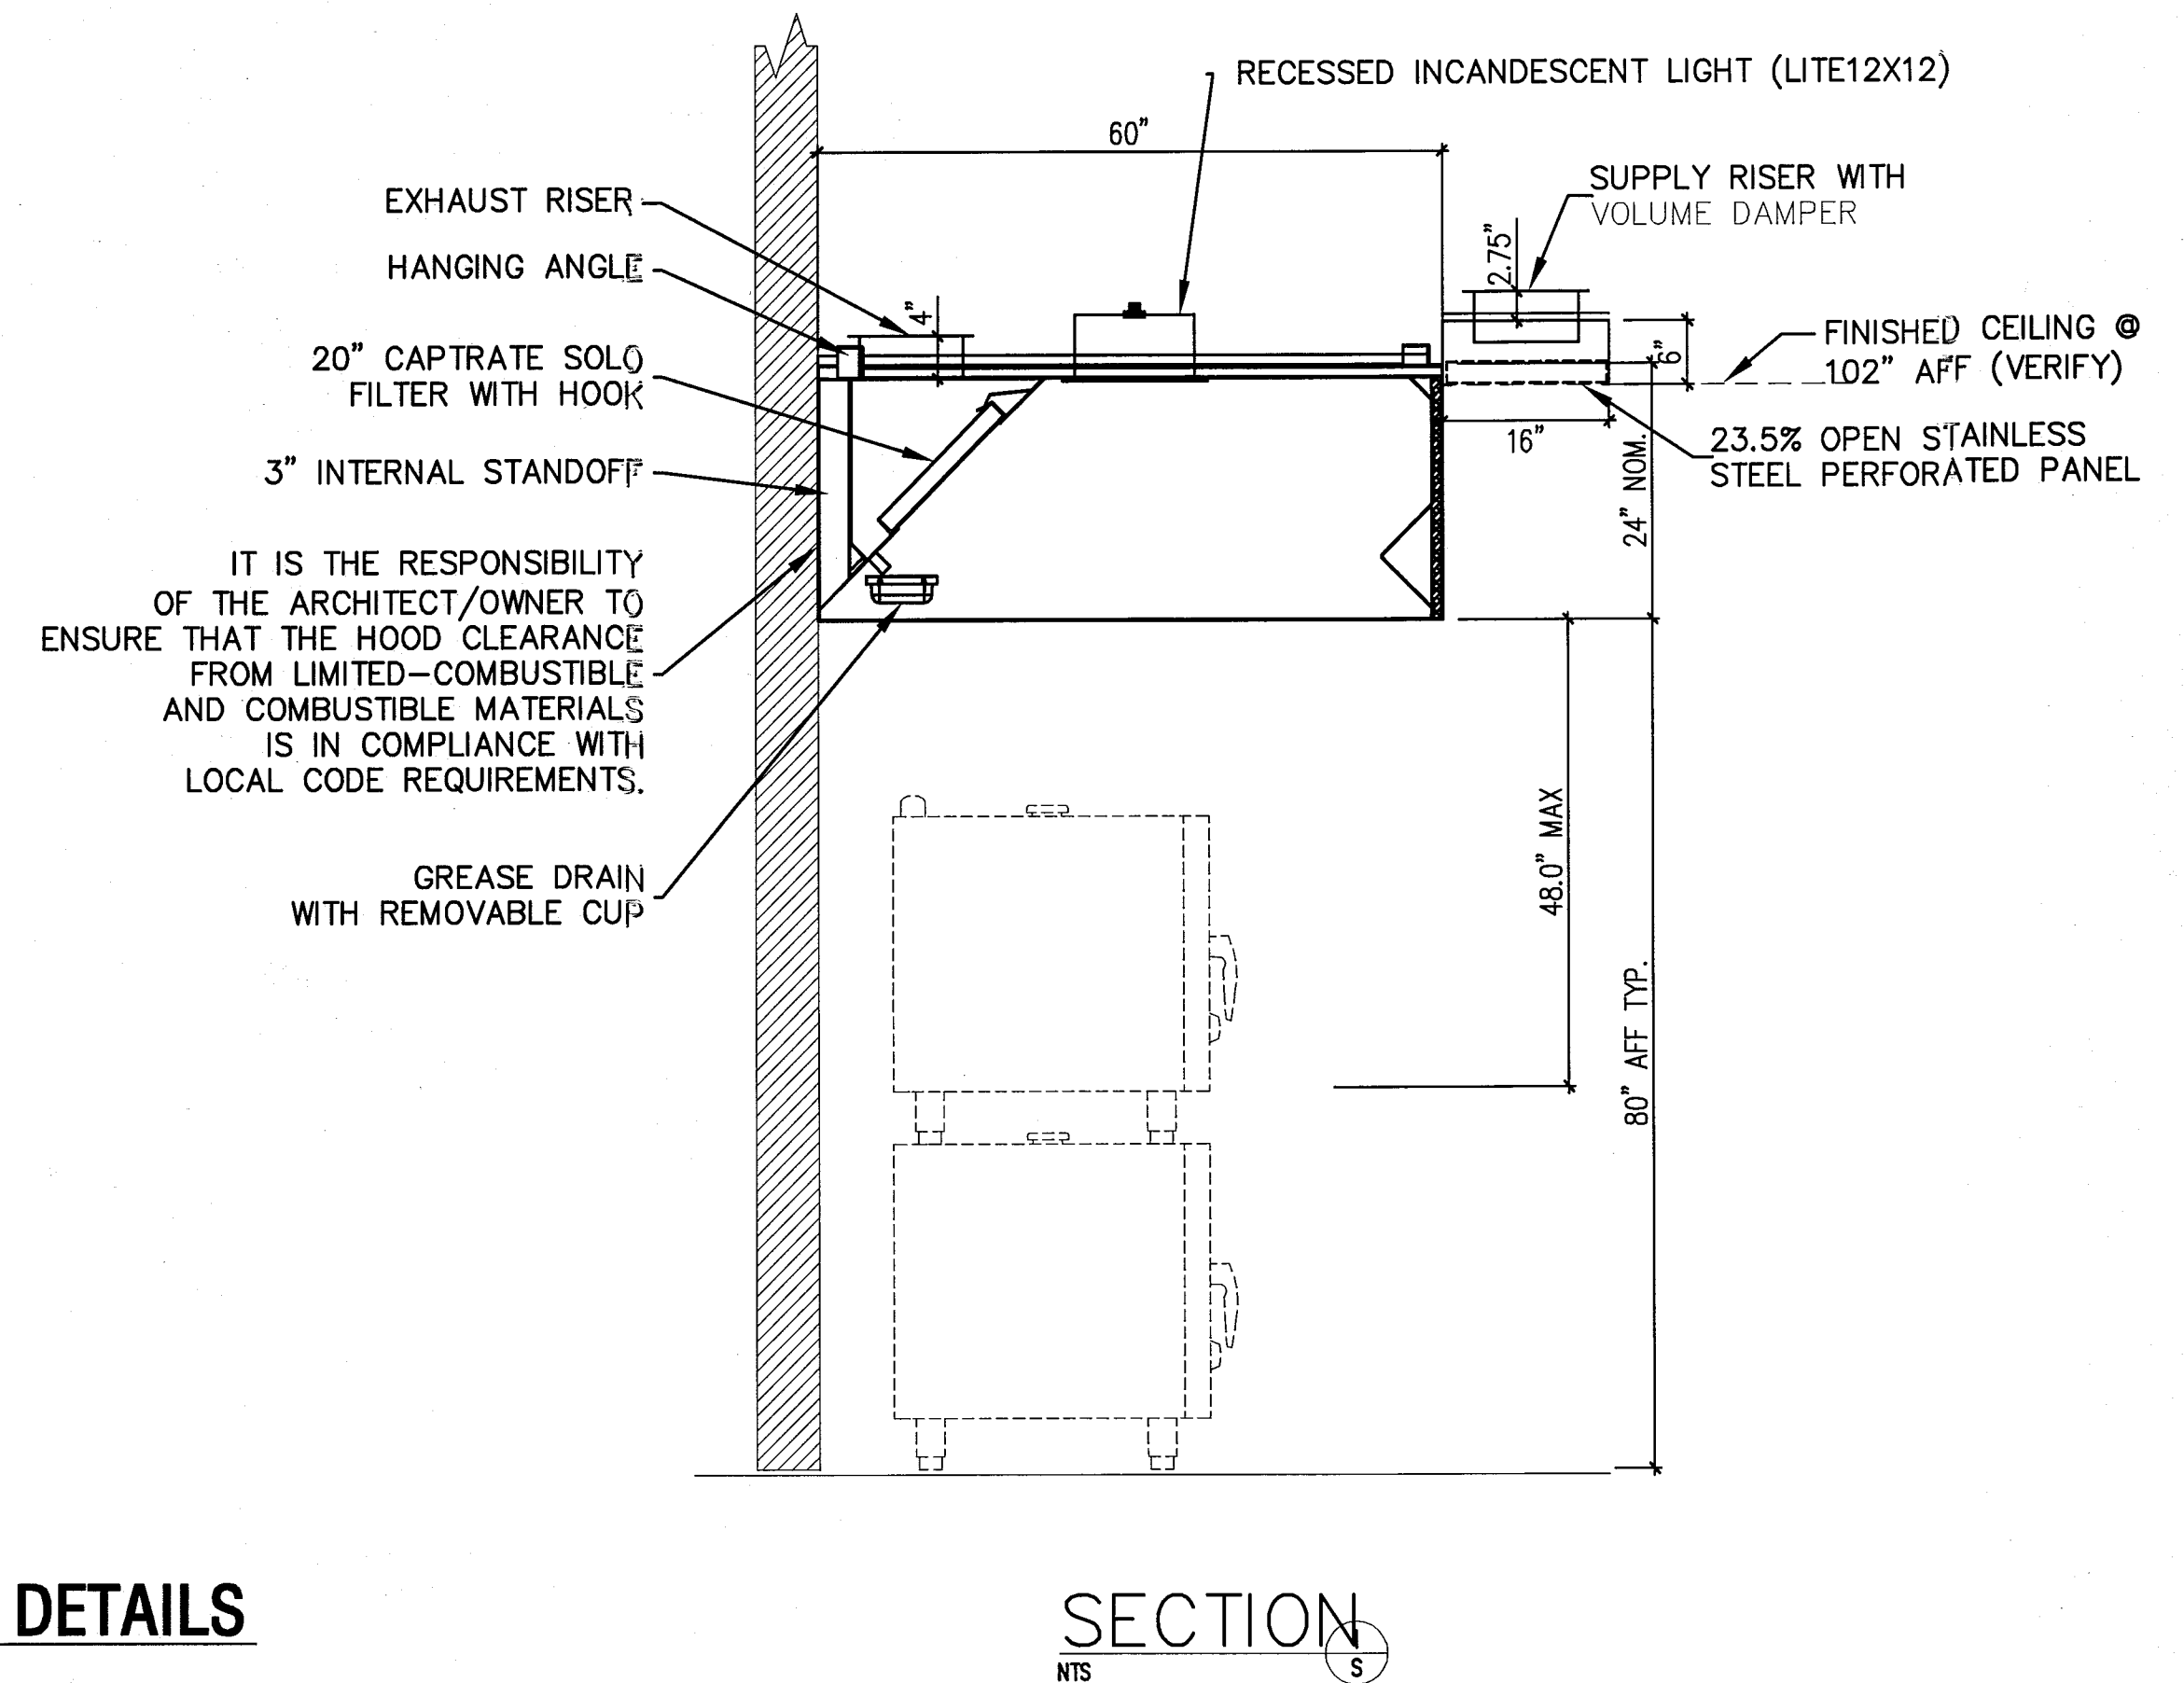 RECESSED INCANDESCENT LIGHT (LITE12X12)
60"
SUPPLY RISER WITH
VOLUME DAMPER
EXHAUST RISER
HANGING ANGLE
2.75"
4"
6"
FINISHED CEILING @
102" AFF (VERIFY)
20" CAPTRATE SOLO
FILTER WITH HOOK
16"
23.5% OPEN STAINLESS
STEEL PERFORATED PANEL
3" INTERNAL STANDOFF
24" NOM.
IT IS THE RESPONSIBILITY
OF THE ARCHITECT/OWNER TO
ENSURE THAT THE HOOD CLEARANCE
FROM LIMITED-COMBUSTIBLE
AND COMBUSTIBLE MATERIALS
IS IN COMPLIANCE WITH
LOCAL CODE REQUIREMENTS.
GREASE DRAIN
WITH REMOVABLE CUP
48.0" MAX
80" AFF TYP.
DETAILS
SECTION
NTS
S